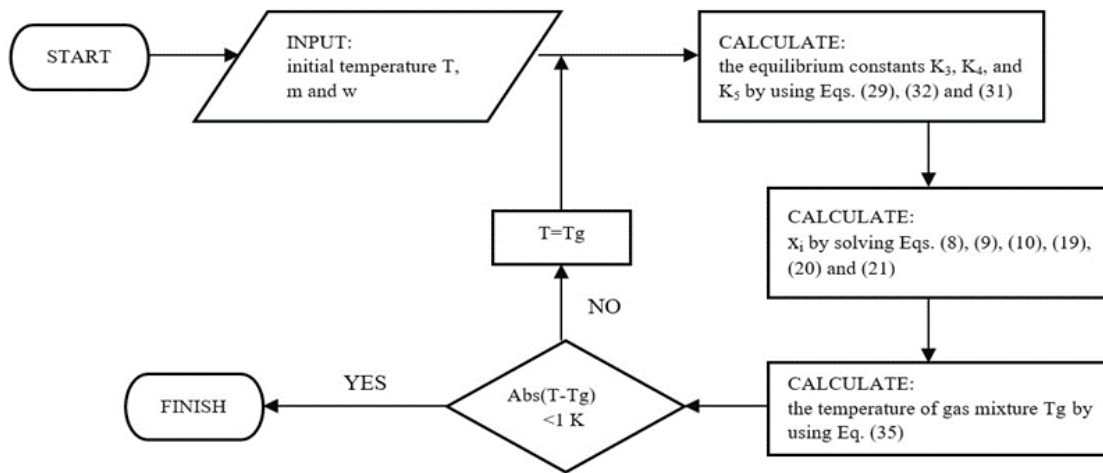 START
INPUT:
initial temperature T,
m and w
CALCULATE:
the equilibrium constants K₃, K₄, and
K₅ by using Eqs. (29), (32) and (31)
CALCULATE:
xᵢ by solving Eqs. (8), (9), (10), (19),
(20) and (21)
CALCULATE:
the temperature of gas mixture Tg by
using Eq. (35)
Abs(T-Tg)
<1 K
NO
T=Tg
YES
FINISH